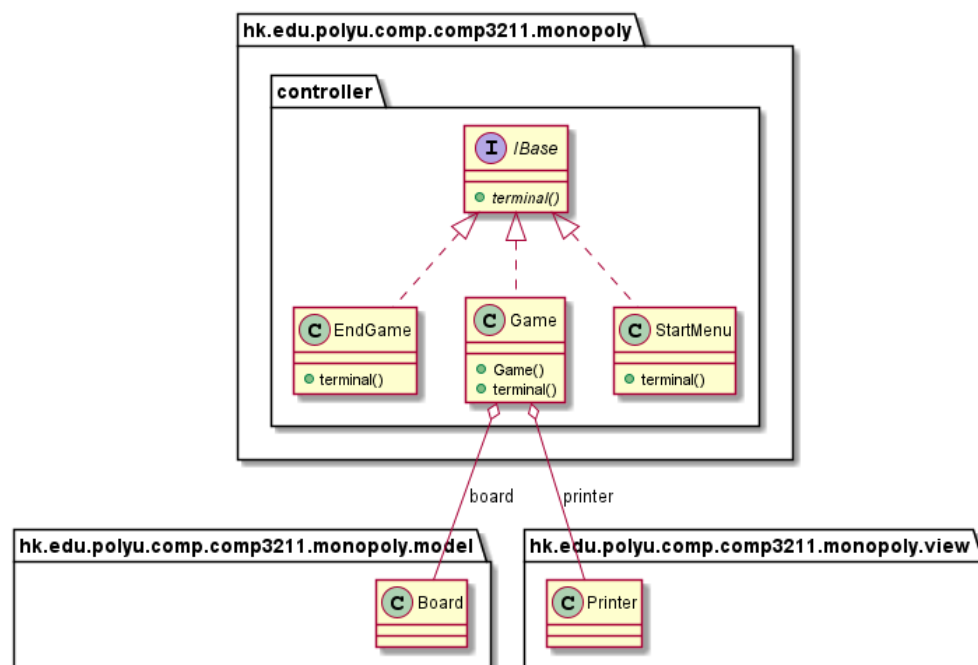 hk.edu.polyu.comp.comp3211.monopoly
controller
I IBase
terminal()
C EndGame
terminal()
C Game
Game()
terminal()
C StartMenu
terminal()
board
printer
hk.edu.polyu.comp.comp3211.monopoly.model
C Board
hk.edu.polyu.comp.comp3211.monopoly.view
C Printer